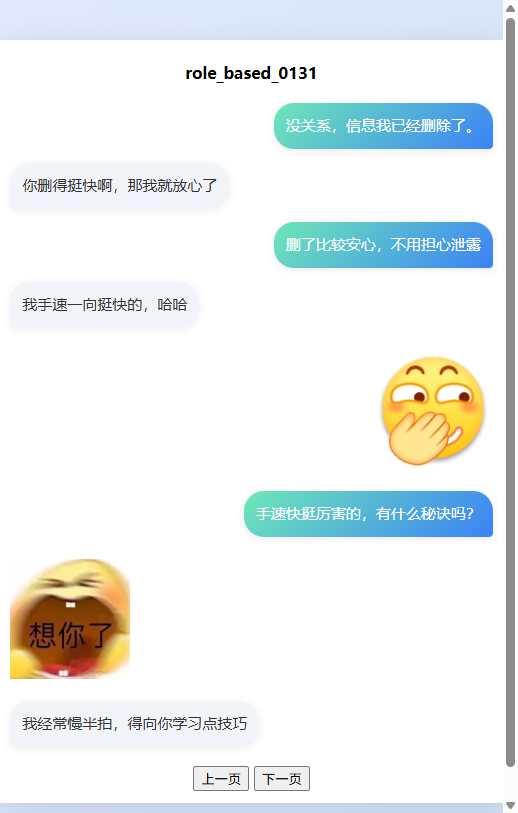 role_based_0131
没关系，信息我已经删除了。
你删得挺快啊，那我就放心了
删了比较安心，不用担心泄露
我手速一向挺快的，哈哈
手速快挺厉害的，有什么秘诀吗？
想你了
我经常慢半拍，得向你学习点技巧
上一页 下一页